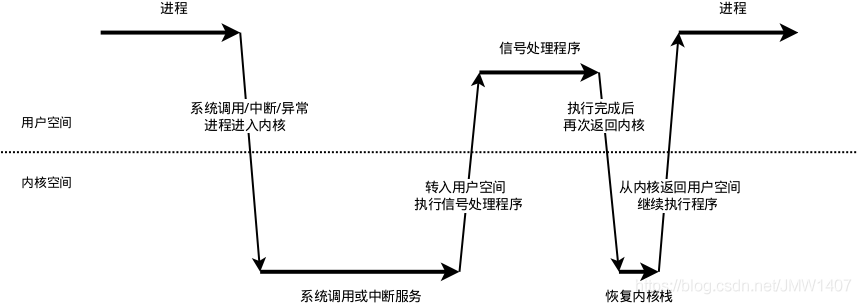 进程
进程
信号处理程序
系统调用/中断/异常
进程进入内核
执行完成后
再次返回内核
用户空间
内核空间
转入用户空间
执行信号处理程序
从内核返回用户空间
继续执行程序
系统调用或中断服务
恢复内核栈
https://blog.csdn.net/JMW1407